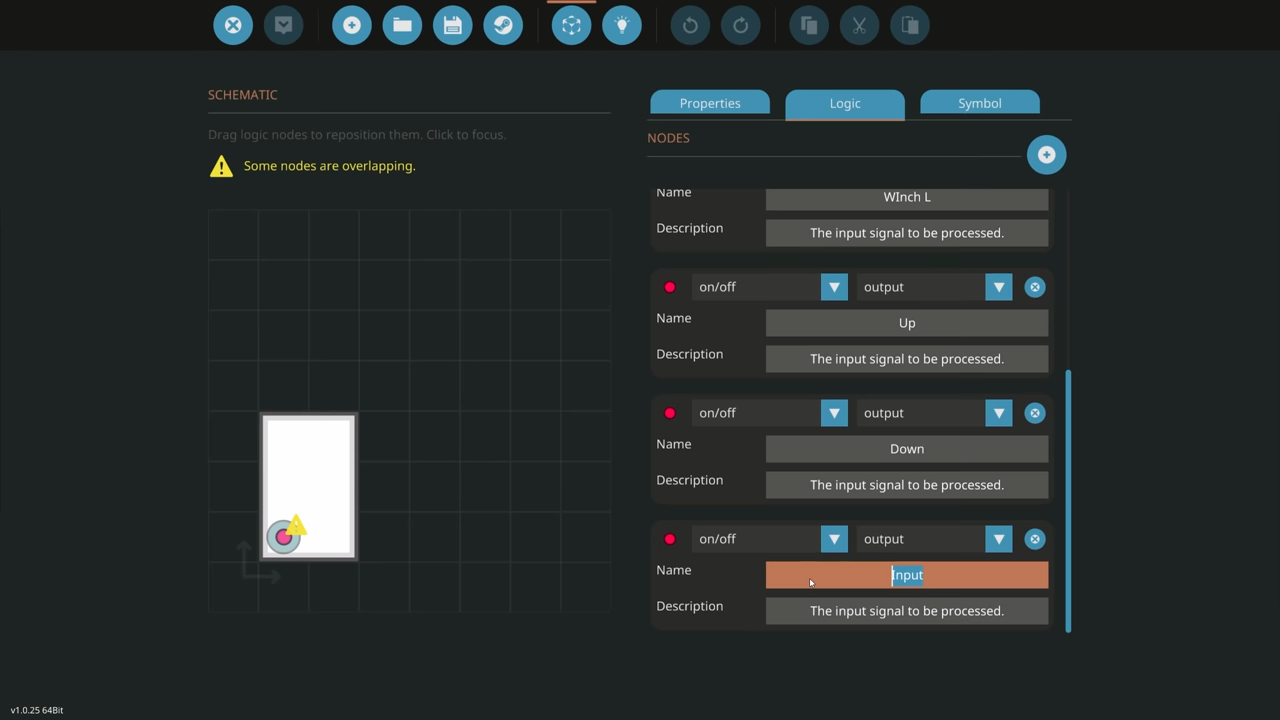 SCHEMATIC
Drag logic nodes to reposition them. Click to focus.
Some nodes are overlapping.
Properties
Logic
Symbol
NODES
Name
WInch L
Description
The input signal to be processed.
on/off
output
Name
Up
Description
The input signal to be processed.
on/off
output
Name
Down
Description
The input signal to be processed.
on/off
output
Name
Input
Description
The input signal to be processed.
v1.0.25 64Bit